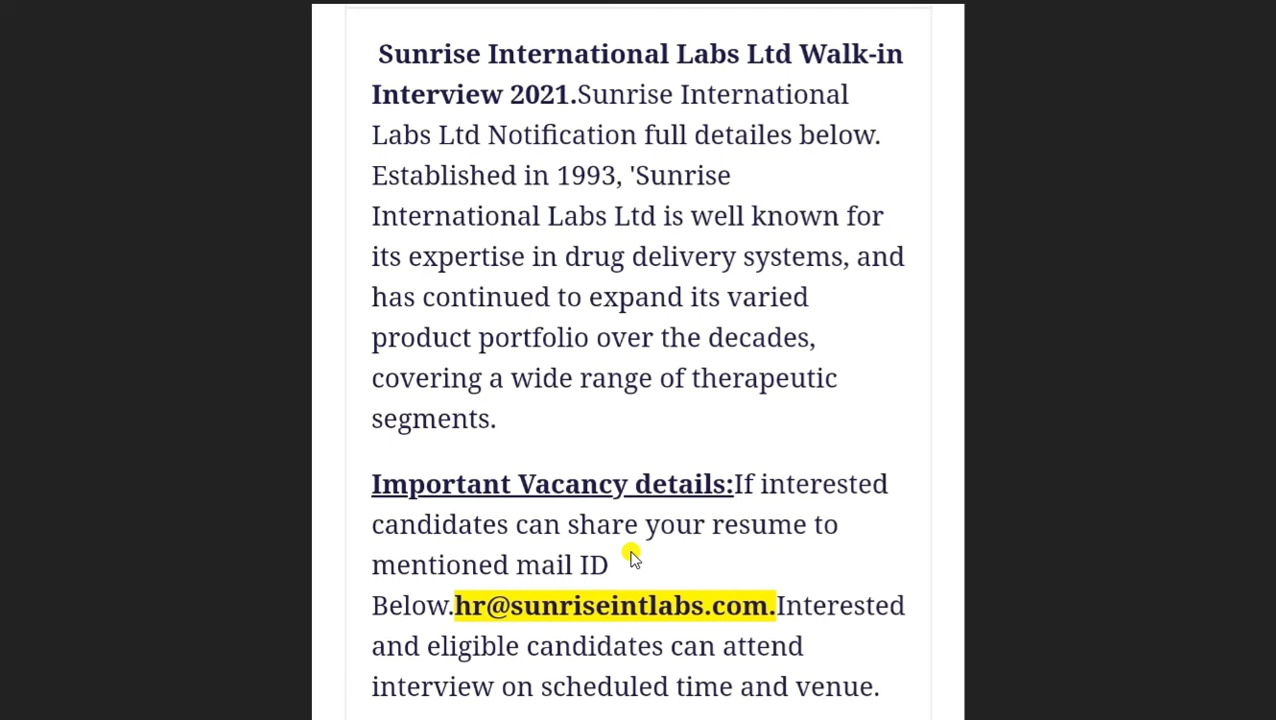 Sunrise International Labs Ltd Walk-in
Interview 2021.Sunrise International
Labs Ltd Notification full detailes below.
Established in 1993, 'Sunrise
International Labs Ltd is well known for
its expertise in drug delivery systems, and
has continued to expand its varied
product portfolio over the decades,
covering a wide range of therapeutic
segments.
Important Vacancy details:If interested
candidates can share your resume to
mentioned mail ID
Below.hr@sunriseintlabs.com.Interested
and eligible candidates can attend
interview on scheduled time and venue.